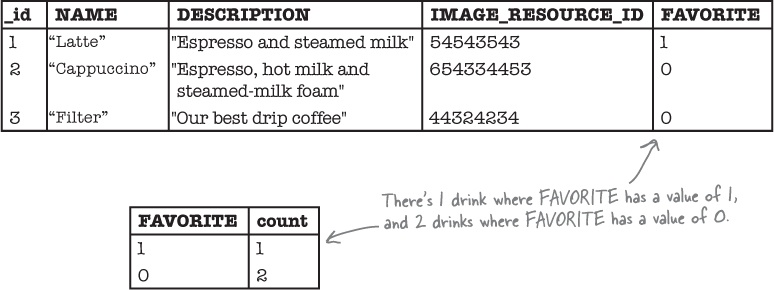 _id NAME DESCRIPTION IMAGE_RESOURCE_ID FAVORITE
1 “Latte” "Espresso and steamed milk" 54543543 1
2 “Cappuccino” "Espresso, hot milk and 654334453 0
steamed-milk foam"
3 “Filter” "Our best drip coffee" 44324234 0
There's 1 drink where FAVORITE has a value of 1,
and 2 drinks where FAVORITE has a value of 0.
FAVORITE count
1 1
0 2